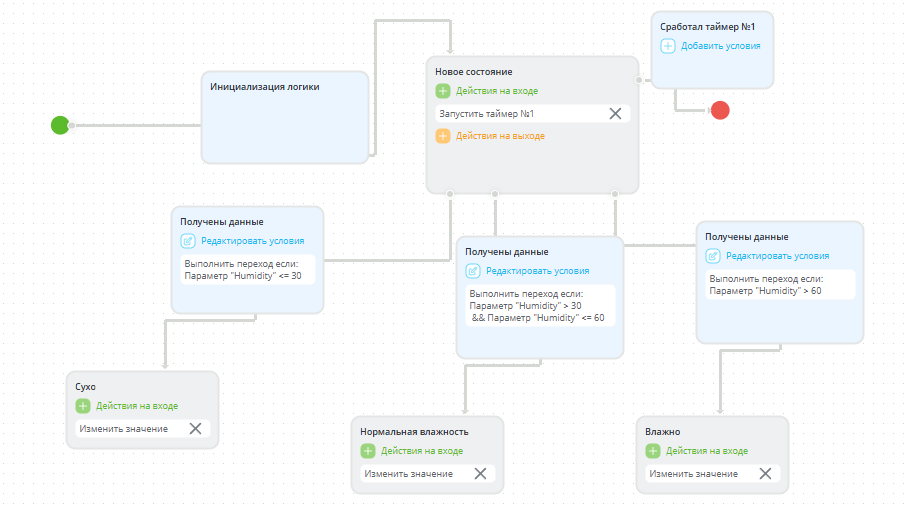 Сработал таймер №1
Добавить условия
Новое состояние
Действия на входе
Запустить таймер №1
Действия на выходе
Инициализация логики
Получены данные
Редактировать условия
Выполнить переход если:
Параметр "Humidity" <= 30
Получены данные
Редактировать условия
Выполнить переход если:
Параметр "Humidity" > 30
&& Параметр "Humidity" <= 60
Получены данные
Редактировать условия
Выполнить переход если:
Параметр "Humidity" > 60
Сухо
Действия на входе
Изменить значение
Нормальная влажность
Действия на входе
Изменить значение
Влажно
Действия на входе
Изменить значение